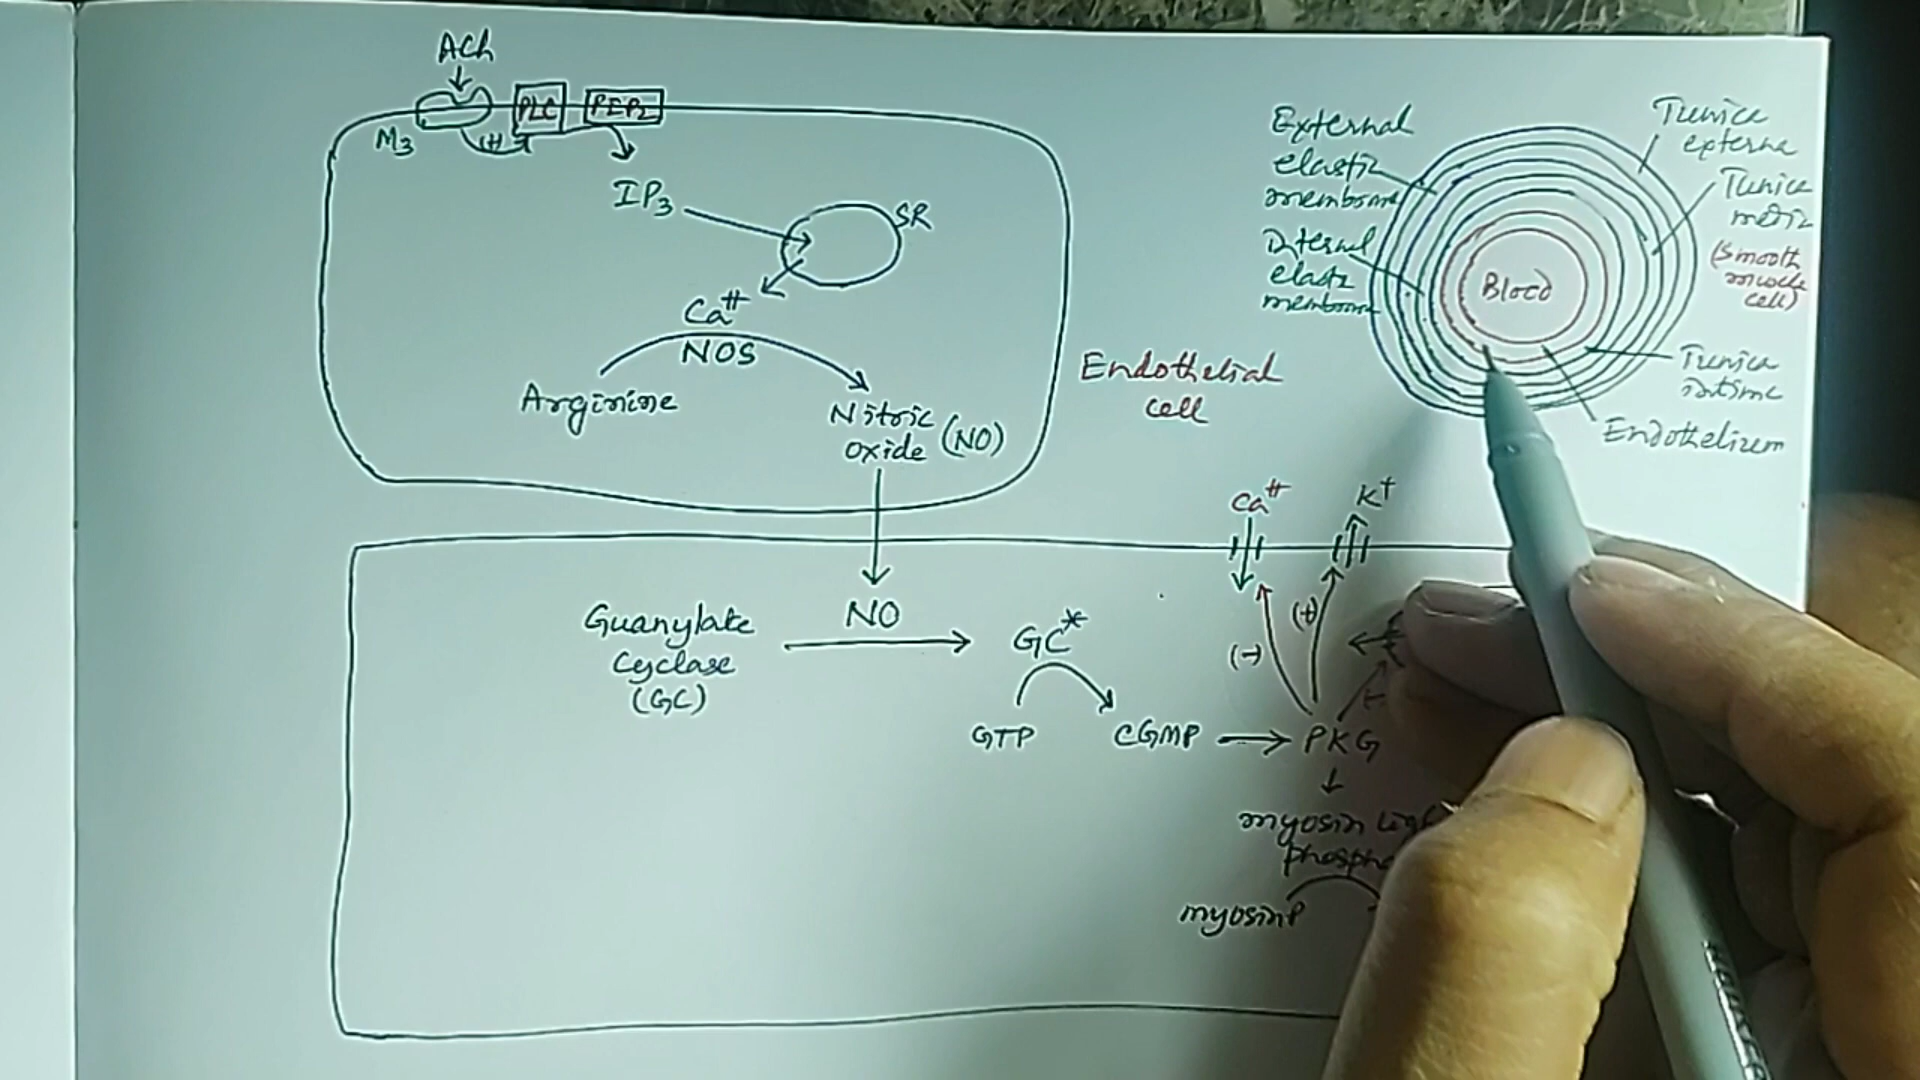 ACh
PLC
PIP2
M3
(+)
IP3
SR
Ca++
NOS
Arginine
Nitric
oxide (NO)
Endothelial
cell
External
elastic
membrane
Internal
elastic
membrane
Blood
Tunica
externa
Tunica
media
(Smooth
muscle
cell)
Tunica
intima
Endothelium
Ca++
K+
Guanylate
cyclase
(GC)
NO
GC*
GTP
CGMP
PKG
(-)
(+)
myosin
myosinP